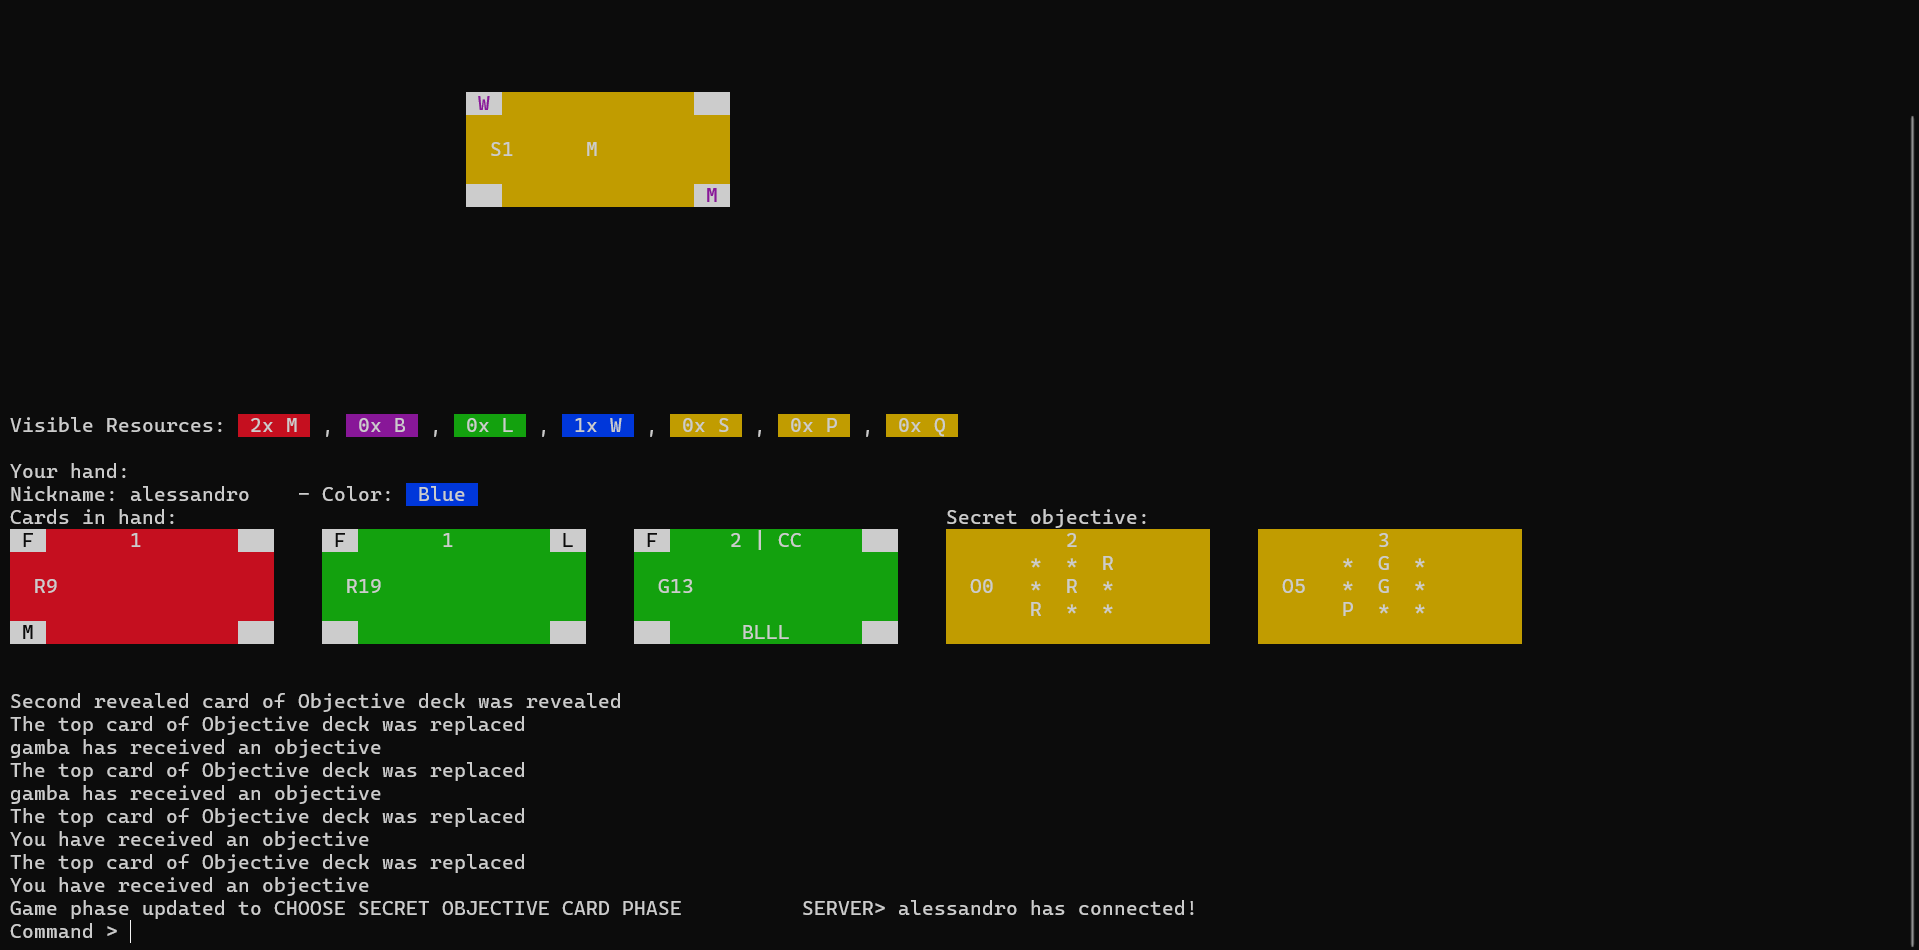 W
S1 M
M
Visible Resources: 2x M , 0x B , 0x L , 1x W , 0x S , 0x P , 0x Q
Your hand:
Nickname: alessandro - Color: Blue
Cards in hand: Secret objective:
F 1 F 1 L F 2 | CC 2 3
* * R * G *
R9 R19 G13 O0 * R * O5 * G *
R * * P * *
M BLLL
Second revealed card of Objective deck was revealed
The top card of Objective deck was replaced
gamba has received an objective
The top card of Objective deck was replaced
gamba has received an objective
The top card of Objective deck was replaced
You have received an objective
The top card of Objective deck was replaced
You have received an objective
Game phase updated to CHOOSE SECRET OBJECTIVE CARD PHASE SERVER> alessandro has connected!
Command >